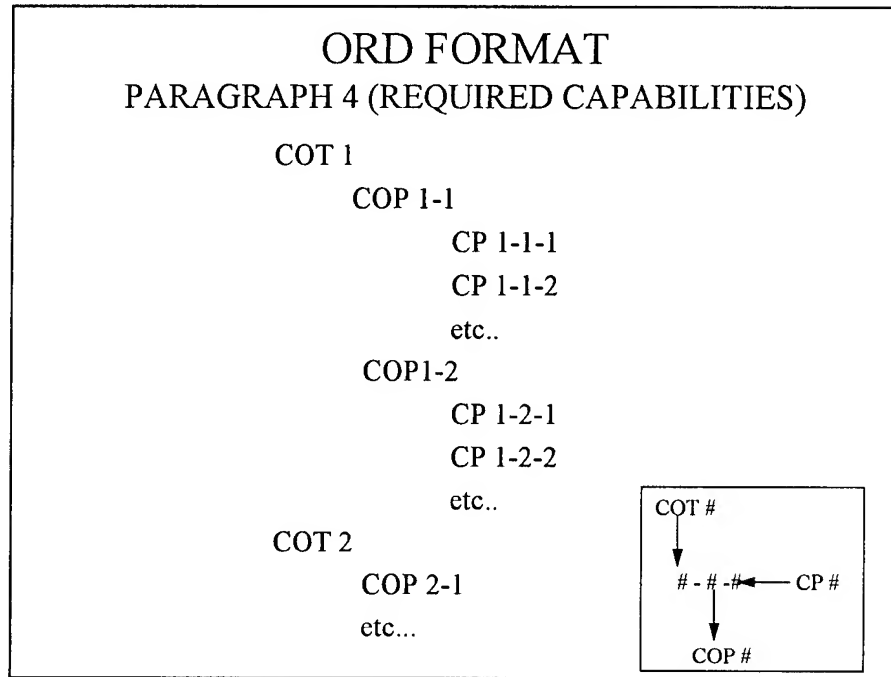 ORD FORMAT
PARAGRAPH 4 (REQUIRED CAPABILITIES)
COT 1
COP 1-1
CP 1-1-1
CP 1-1-2
etc..
COP1-2
CP 1-2-1
CP 1-2-2
etc..
COT 2
COP 2-1
etc...
COT #
# - # -# CP #
COP #